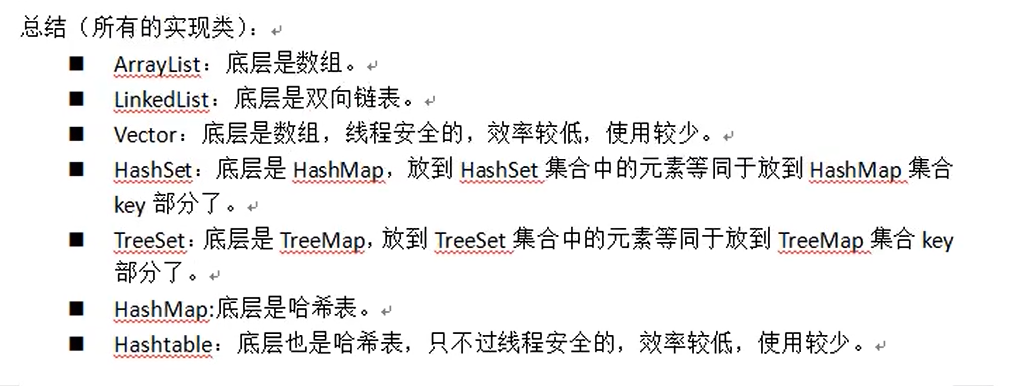 总结（所有的实现类）：
■ ArrayList：底层是数组。
■ LinkedList：底层是双向链表。
■ Vector：底层是数组，线程安全的，效率较低，使用较少。
■ HashSet：底层是 HashMap，放到 HashSet 集合中的元素等同于放到 HashMap 集合
key 部分了。
■ TreeSet：底层是 TreeMap，放到 TreeSet 集合中的元素等同于放到 TreeMap 集合 key
部分了。
■ HashMap:底层是哈希表。
■ Hashtable：底层也是哈希表，只不过线程安全的，效率较低，使用较少。